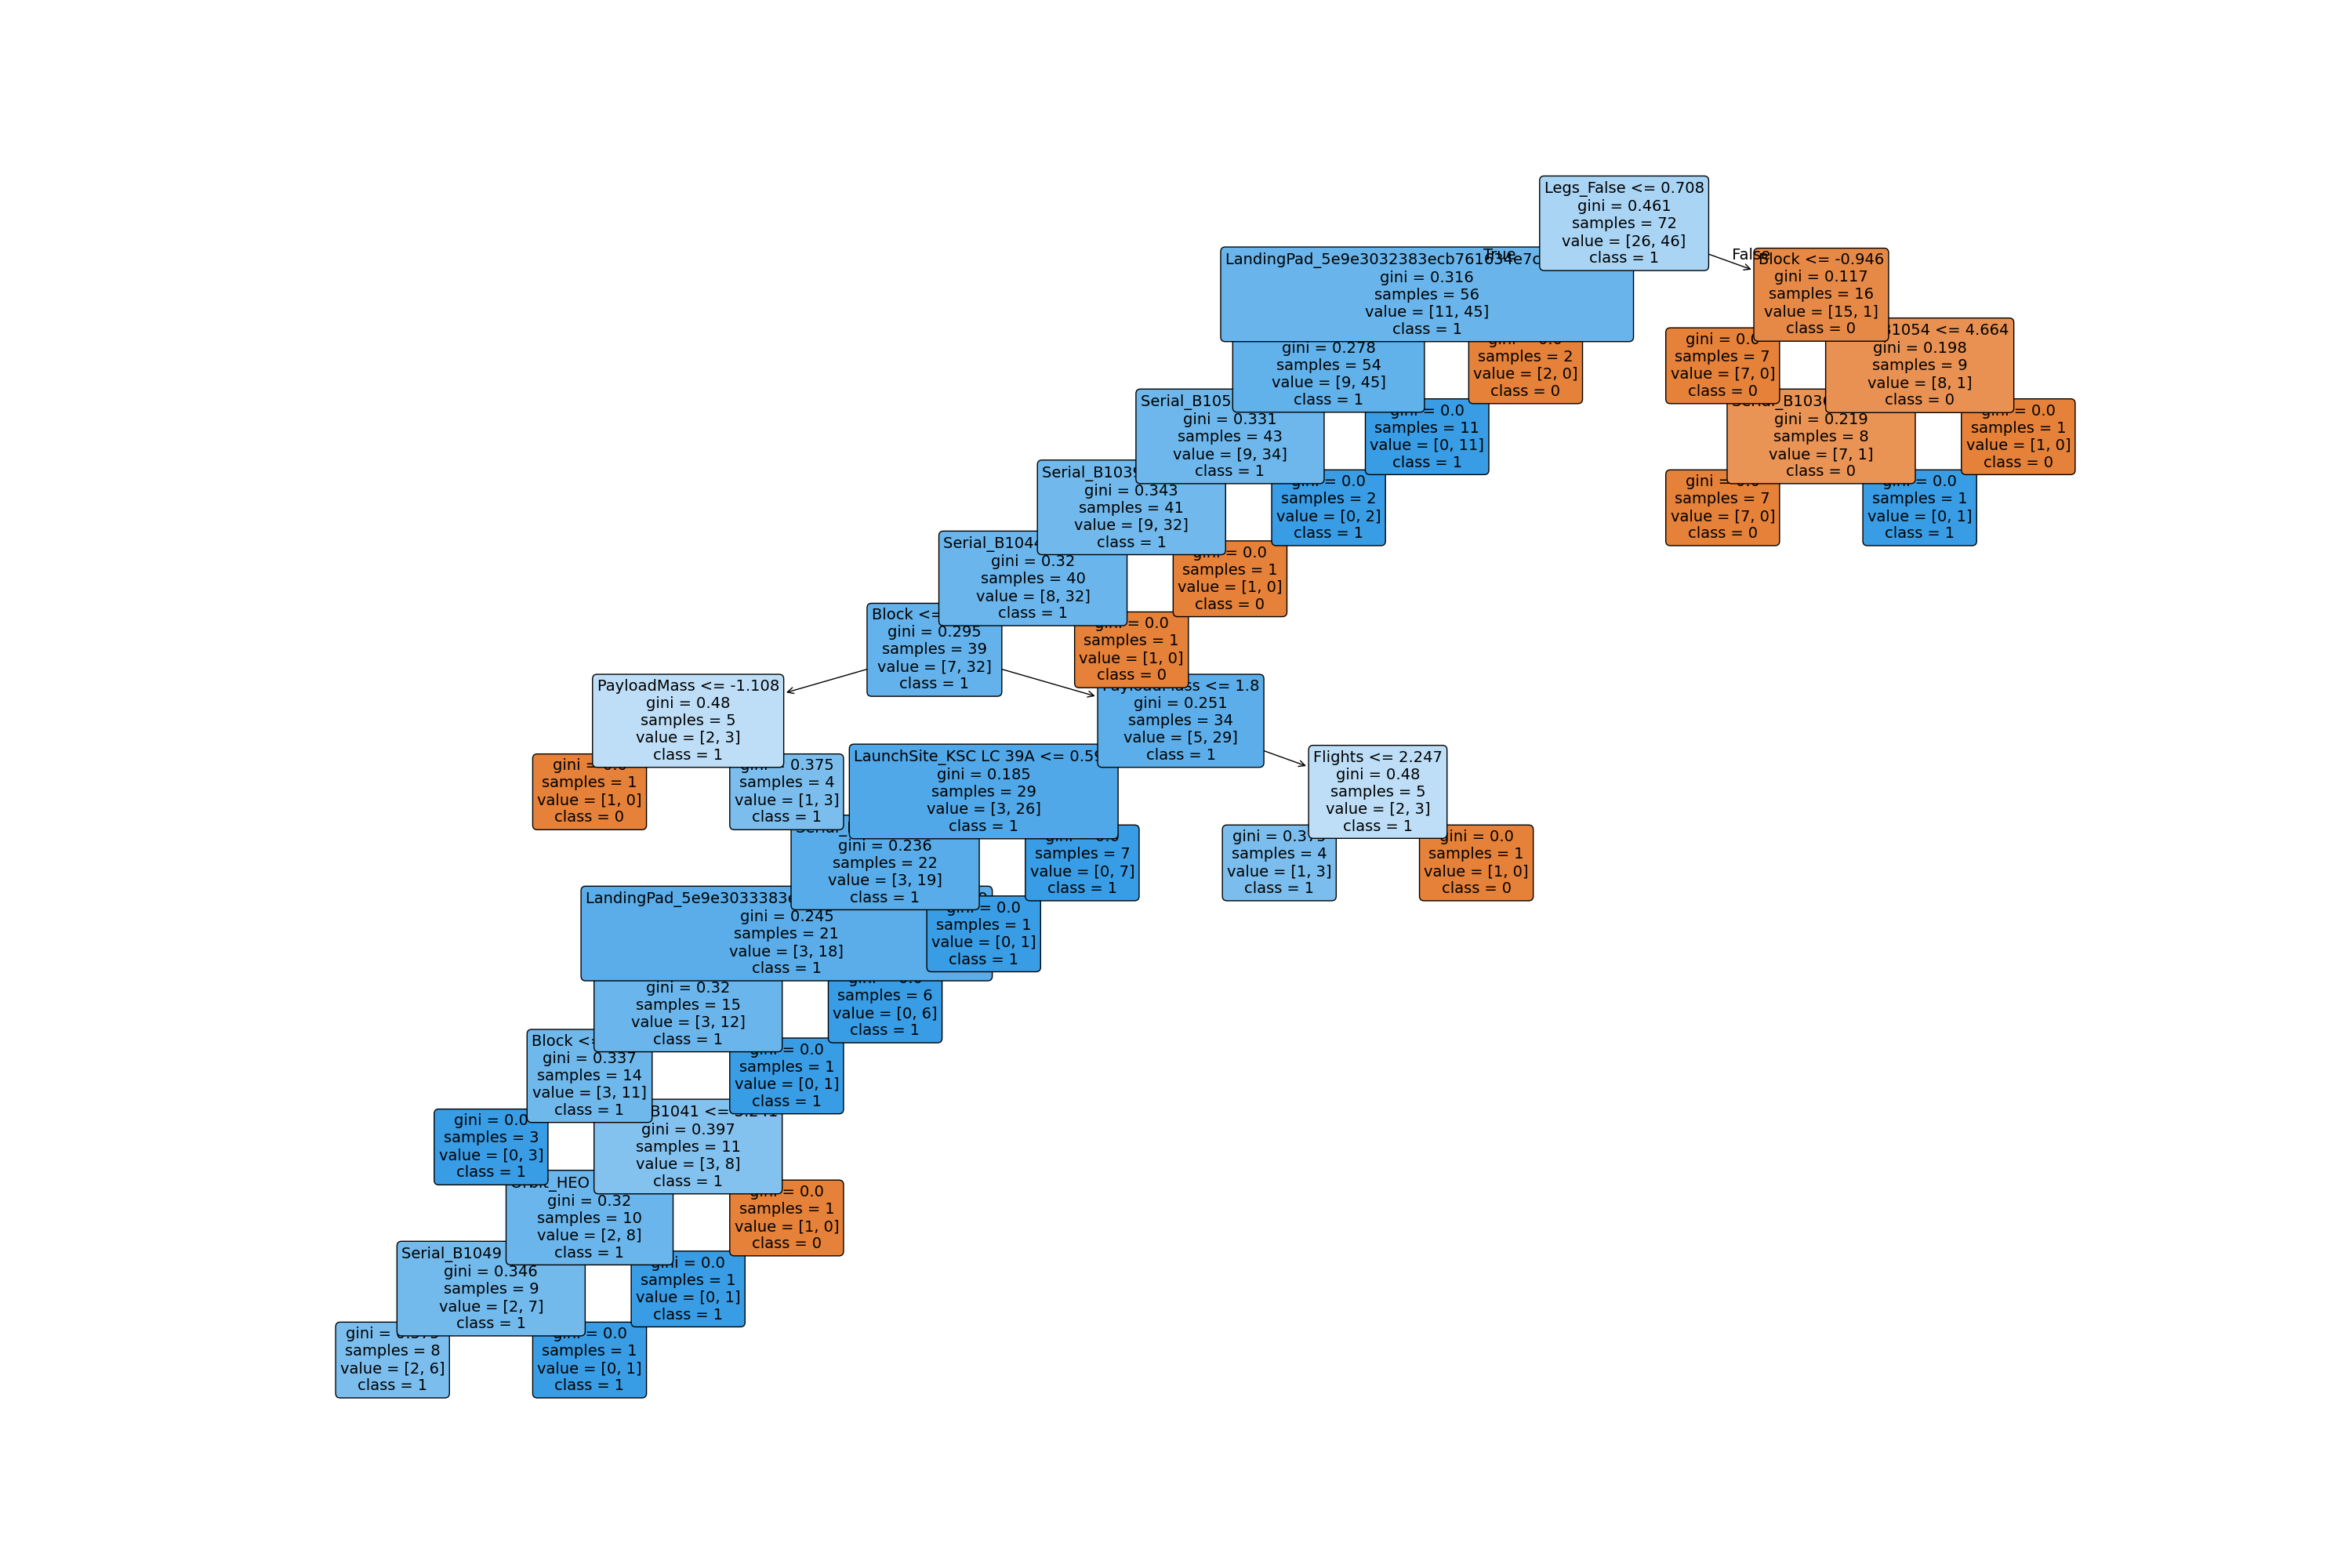 Legs_False <= 0.708
gini = 0.461
samples = 72
value = [26, 46]
class = 1
True
False
LandingPad_5e9e3032383ecb761634e7c
gini = 0.316
samples = 56
value = [11, 45]
class = 1
Block <= -0.946
gini = 0.117
samples = 16
value = [15, 1]
class = 0
gini = 0.278
samples = 54
value = [9, 45]
class = 1
gini = 0.0
samples = 2
value = [2, 0]
class = 0
gini = 0.0
samples = 7
value = [7, 0]
class = 0
B1054 <= 4.664
gini = 0.198
samples = 9
value = [8, 1]
class = 0
Serial_B105
gini = 0.331
samples = 43
value = [9, 34]
class = 1
gini = 0.0
samples = 11
value = [0, 11]
class = 1
Serial_B103
gini = 0.219
samples = 8
value = [7, 1]
class = 0
gini = 0.0
samples = 1
value = [1, 0]
class = 0
Serial_B1039
gini = 0.343
samples = 41
value = [9, 32]
class = 1
gini = 0.0
samples = 2
value = [0, 2]
class = 1
gini = 0.0
samples = 7
value = [7, 0]
class = 0
gini = 0.0
samples = 1
value = [0, 1]
class = 1
Serial_B1044
gini = 0.32
samples = 40
value = [8, 32]
class = 1
gini = 0.0
samples = 1
value = [1, 0]
class = 0
Block <=
gini = 0.295
samples = 39
value = [7, 32]
class = 1
gini = 0.0
samples = 1
value = [1, 0]
class = 0
PayloadMass <= -1.108
gini = 0.48
samples = 5
value = [2, 3]
class = 1
PayloadMass <= 1.8
gini = 0.251
samples = 34
value = [5, 29]
class = 1
gini = 0.0
samples = 1
value = [1, 0]
class = 0
gini = 0.375
samples = 4
value = [1, 3]
class = 1
LaunchSite_KSC LC 39A <= 0.59
gini = 0.185
samples = 29
value = [3, 26]
class = 1
Flights <= 2.247
gini = 0.48
samples = 5
value = [2, 3]
class = 1
gini = 0.236
samples = 22
value = [3, 19]
class = 1
gini = 0.0
samples = 7
value = [0, 7]
class = 1
gini = 0.375
samples = 4
value = [1, 3]
class = 1
gini = 0.0
samples = 1
value = [1, 0]
class = 0
LandingPad_5e9e3033383
gini = 0.245
samples = 21
value = [3, 18]
class = 1
gini = 0.0
samples = 1
value = [0, 1]
class = 1
gini = 0.32
samples = 15
value = [3, 12]
class = 1
gini = 0.0
samples = 6
value = [0, 6]
class = 1
Block <=
gini = 0.337
samples = 14
value = [3, 11]
class = 1
gini = 0.0
samples = 1
value = [0, 1]
class = 1
gini = 0.0
samples = 3
value = [0, 3]
class = 1
B1041 <= 3.241
gini = 0.397
samples = 11
value = [3, 8]
class = 1
Orbit_HEO
gini = 0.32
samples = 10
value = [2, 8]
class = 1
gini = 0.0
samples = 1
value = [1, 0]
class = 0
Serial_B1049
gini = 0.346
samples = 9
value = [2, 7]
class = 1
gini = 0.0
samples = 1
value = [0, 1]
class = 1
gini = 0.375
samples = 8
value = [2, 6]
class = 1
gini = 0.0
samples = 1
value = [0, 1]
class = 1